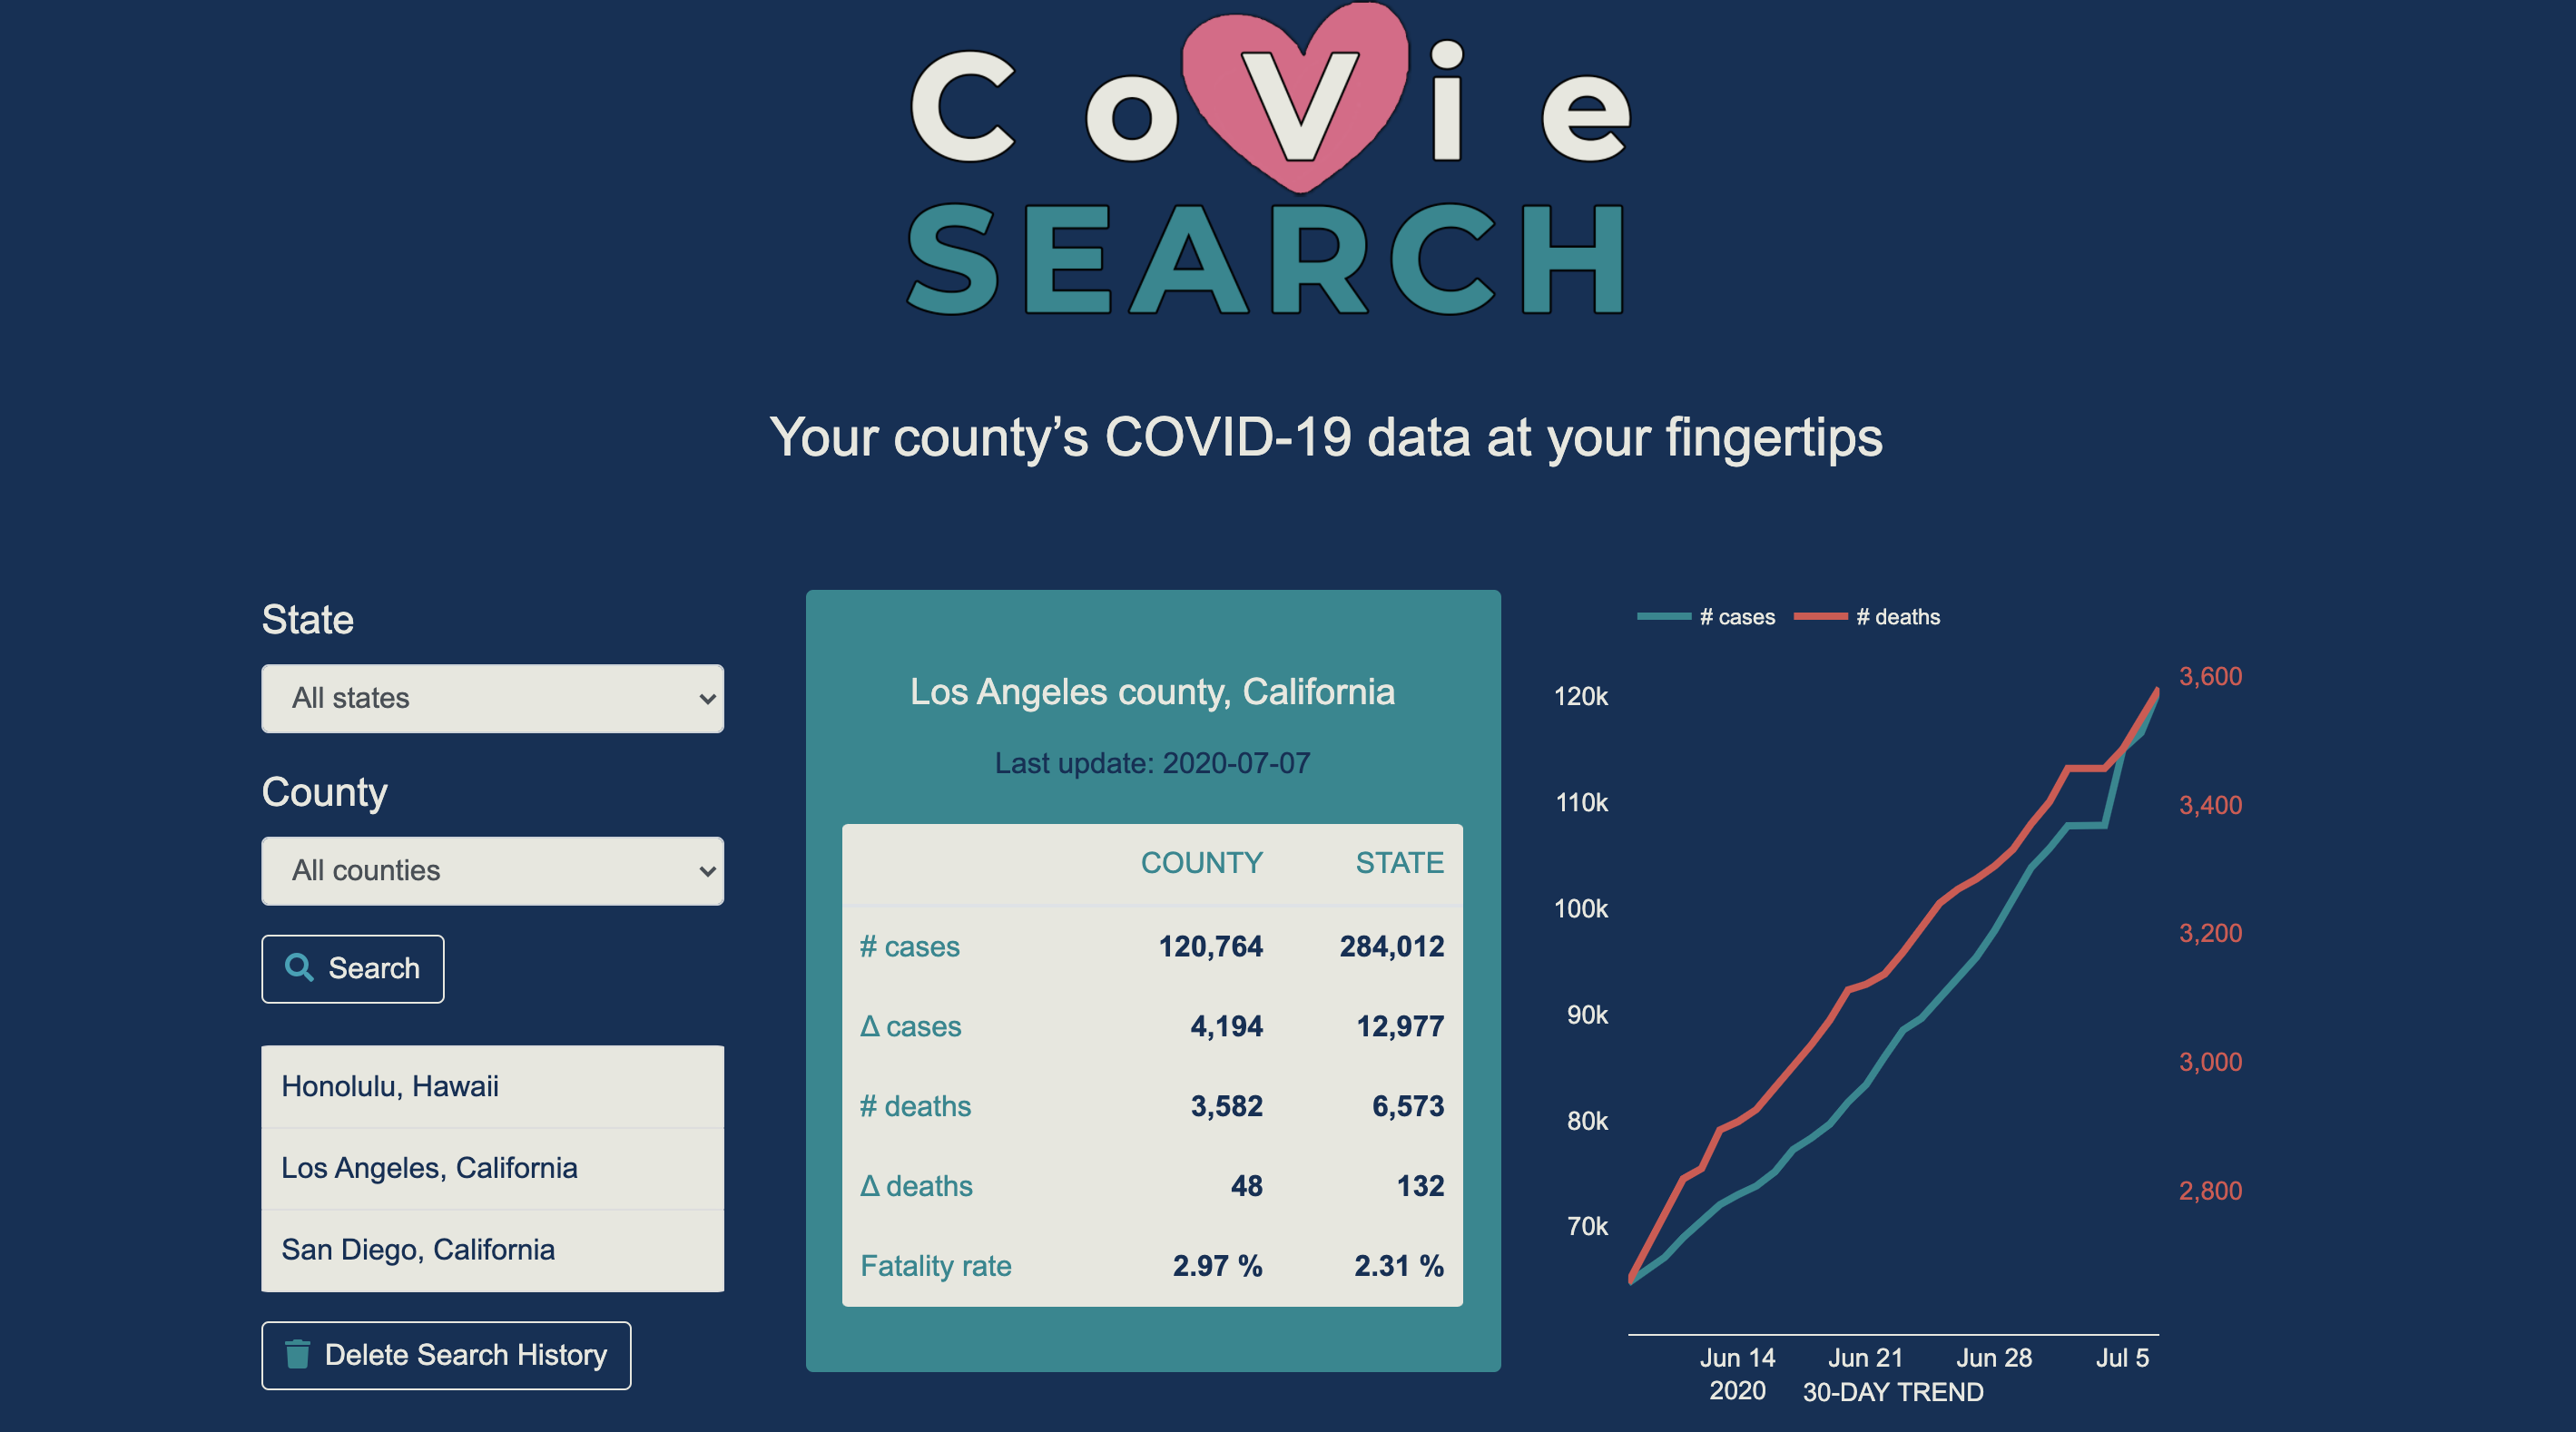 CoVie
SEARCH
Your county’s COVID-19 data at your fingertips
State
All states
County
All counties
Search
Honolulu, Hawaii
Los Angeles, California
San Diego, California
Delete Search History
Los Angeles county, California
Last update: 2020-07-07
COUNTY STATE
# cases 120,764 284,012
Δ cases 4,194 12,977
# deaths 3,582 6,573
Δ deaths 48 132
Fatality rate 2.97 % 2.31 %
# cases # deaths
120k
110k
100k
90k
80k
70k
3,600
3,400
3,200
3,000
2,800
Jun 14 Jun 21 Jun 28 Jul 5
2020
30-DAY TREND